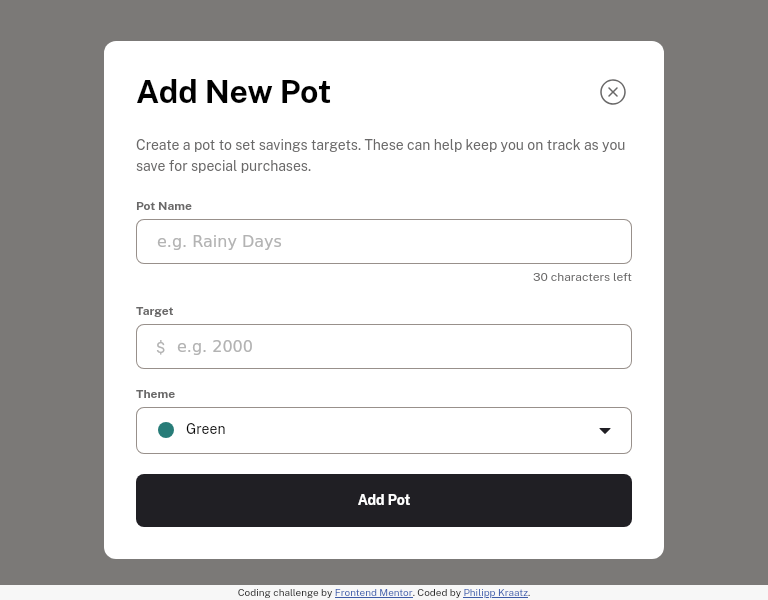 Add New Pot
Create a pot to set savings targets. These can help keep you on track as you
save for special purchases.
Pot Name
e.g. Rainy Days
30 characters left
Target
$ e.g. 2000
Theme
Green
Add Pot
Coding challenge by Frontend Mentor. Coded by Philipp Kraatz.